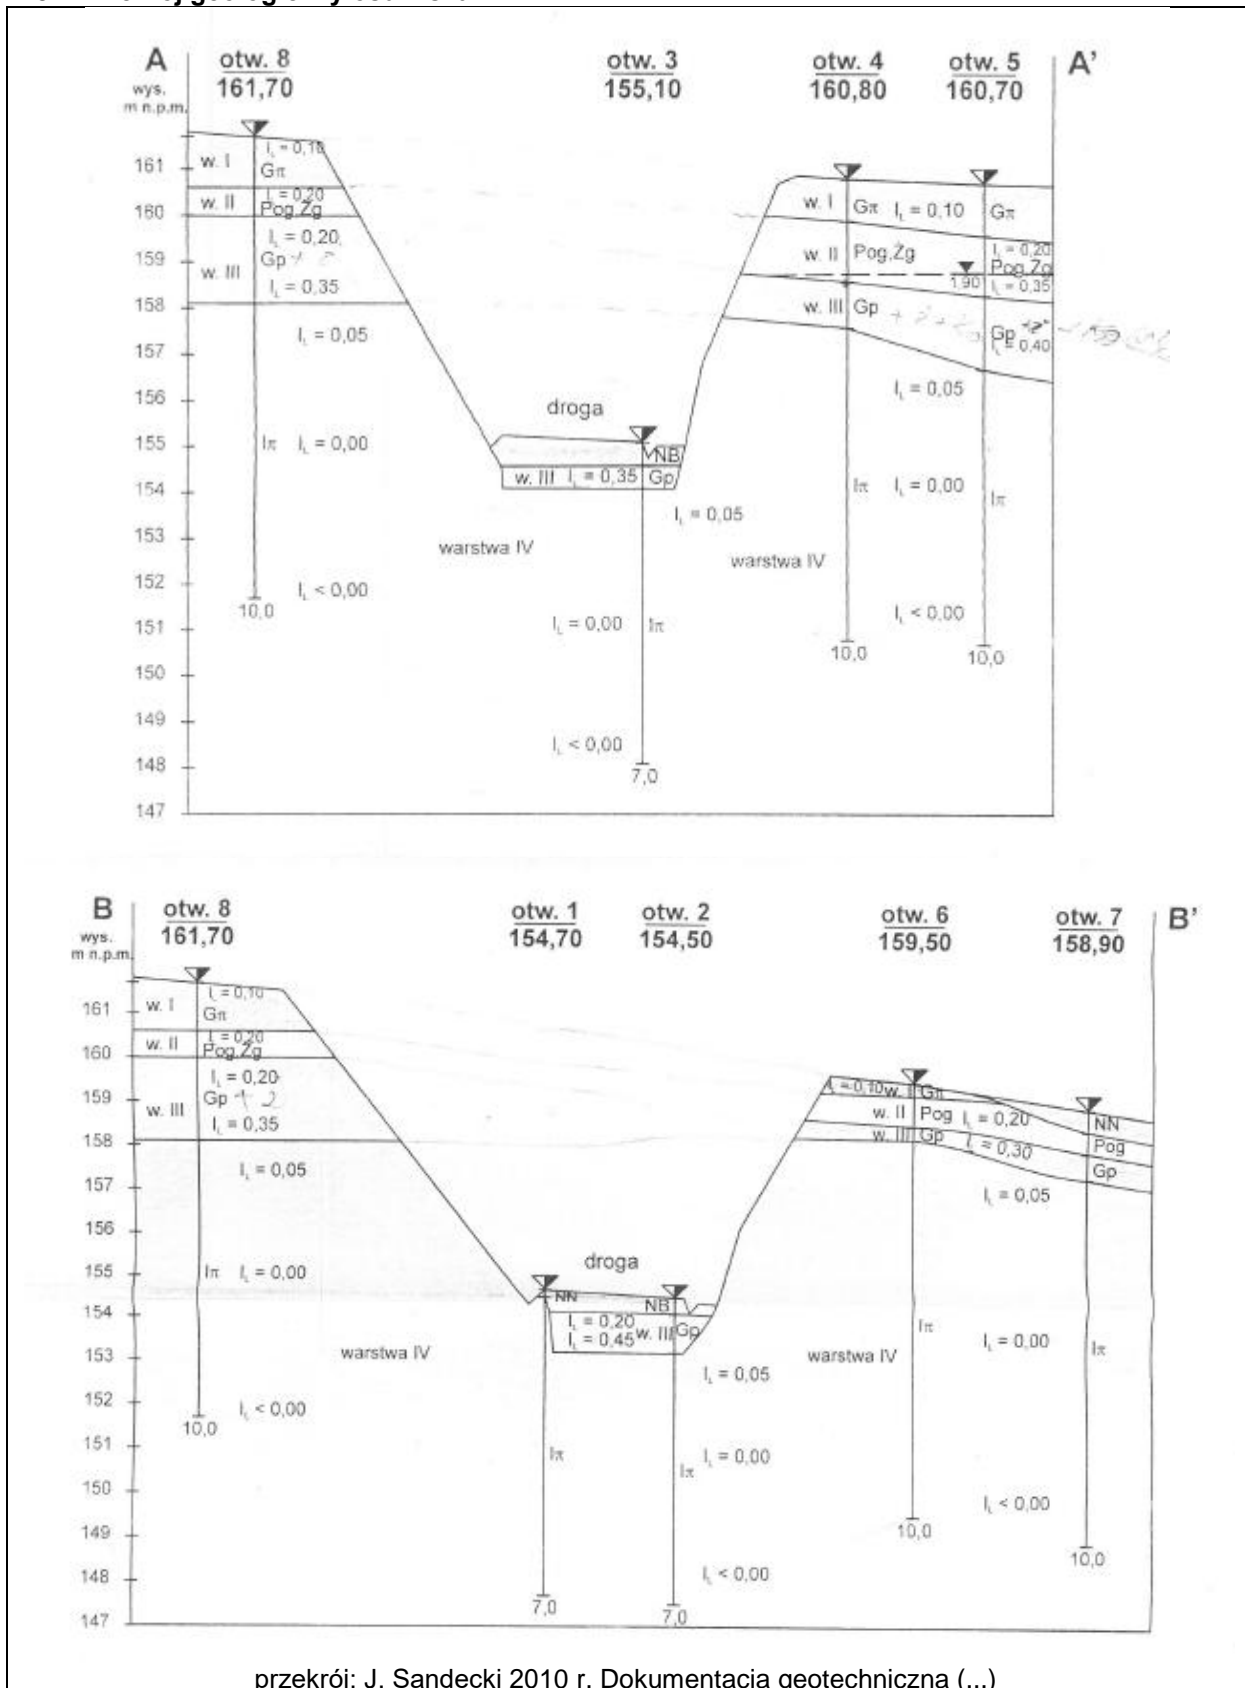 A
otw. 8
161,70
otw. 3
155,10
otw. 4
160,80
otw. 5
160,70
A'
wys.
m n.p.m.
161
160
159
158
157
156
155
154
153
152
151
150
149
148
147
w. I
I_L = 0,10
Gπ
w. II
I_L = 0,20
Pog.Żg
w. III
I_L = 0,20
Gp
I_L = 0,35
I_L = 0,05
Iπ I_L = 0,00
I_L < 0,00
10,0
warstwa IV
droga
NB
w. III I_L = 0,35 Gp
I_L = 0,05
I_L = 0,00 Iπ
I_L < 0,00
7,0
w. I Gπ I_L = 0,10 Gπ
w. II Pog.Żg
I_L = 0,20
Pog.Żg
1,90
I_L = 0,35
w. III Gp
Gp
I_L = 0,40
I_L = 0,05
Iπ I_L = 0,00 Iπ
warstwa IV
I_L < 0,00
10,0
10,0
B
otw. 8
161,70
otw. 1
154,70
otw. 2
154,50
otw. 6
159,50
otw. 7
158,90
B'
wys.
m n.p.m.
161
160
159
158
157
156
155
154
153
152
151
150
149
148
147
w. I
I_L = 0,10
Gπ
w. II
I_L = 0,20
Pog.Żg
w. III
I_L = 0,20
Gp
I_L = 0,35
I_L = 0,05
Iπ I_L = 0,00
I_L < 0,00
10,0
warstwa IV
droga
NN
NB
I_L = 0,20
I_L = 0,45
w. III Gp
I_L = 0,05
Iπ
Iπ I_L = 0,00
I_L < 0,00
7,0
7,0
I_L = 0,10 w. I Gπ
w. II Pog I_L = 0,20
w. III Gp I_L = 0,30
NN
Pog
Gp
I_L = 0,05
Iπ
I_L = 0,00
Iπ
warstwa IV
I_L < 0,00
10,0
10,0
przekrój: J. Sandecki 2010 r. Dokumentacja geotechniczna (...)